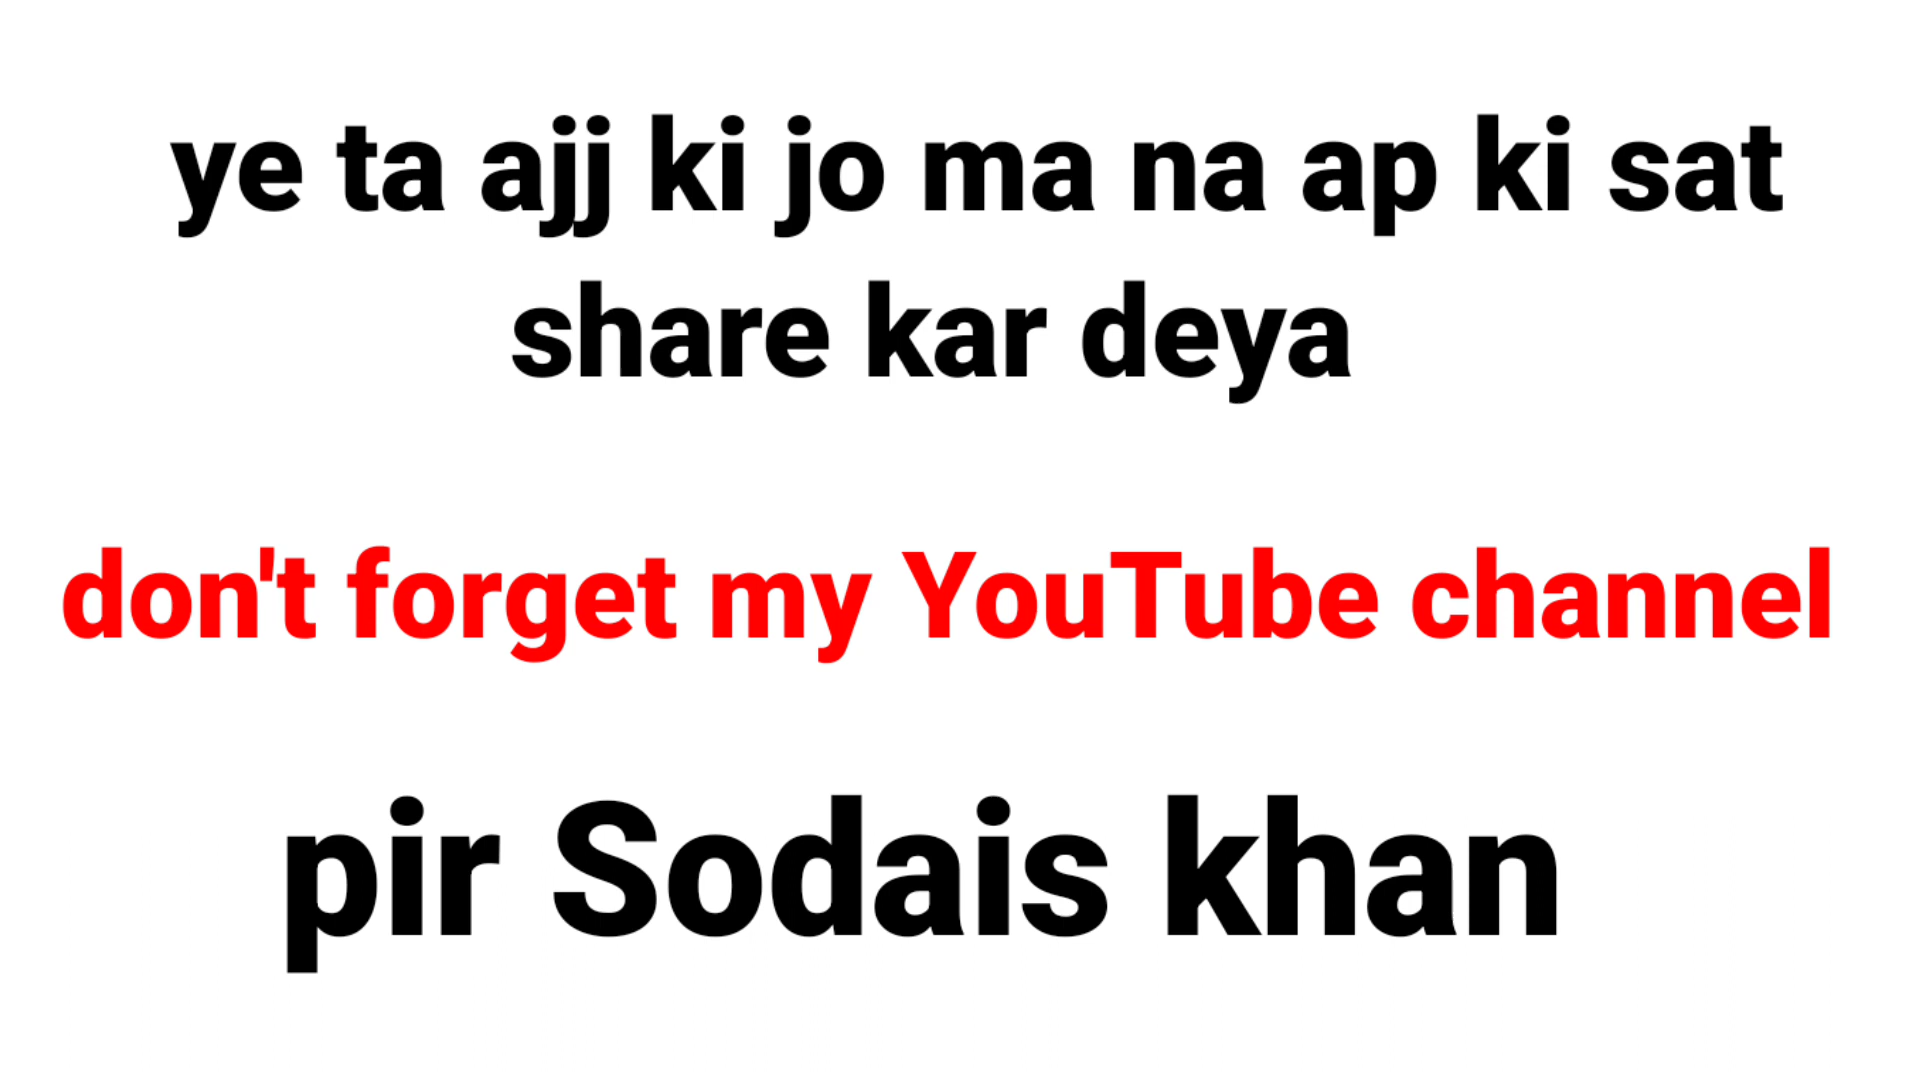 ye ta ajj ki jo ma na ap ki sat
share kar deya
don't forget my YouTube channel
pir Sodais khan